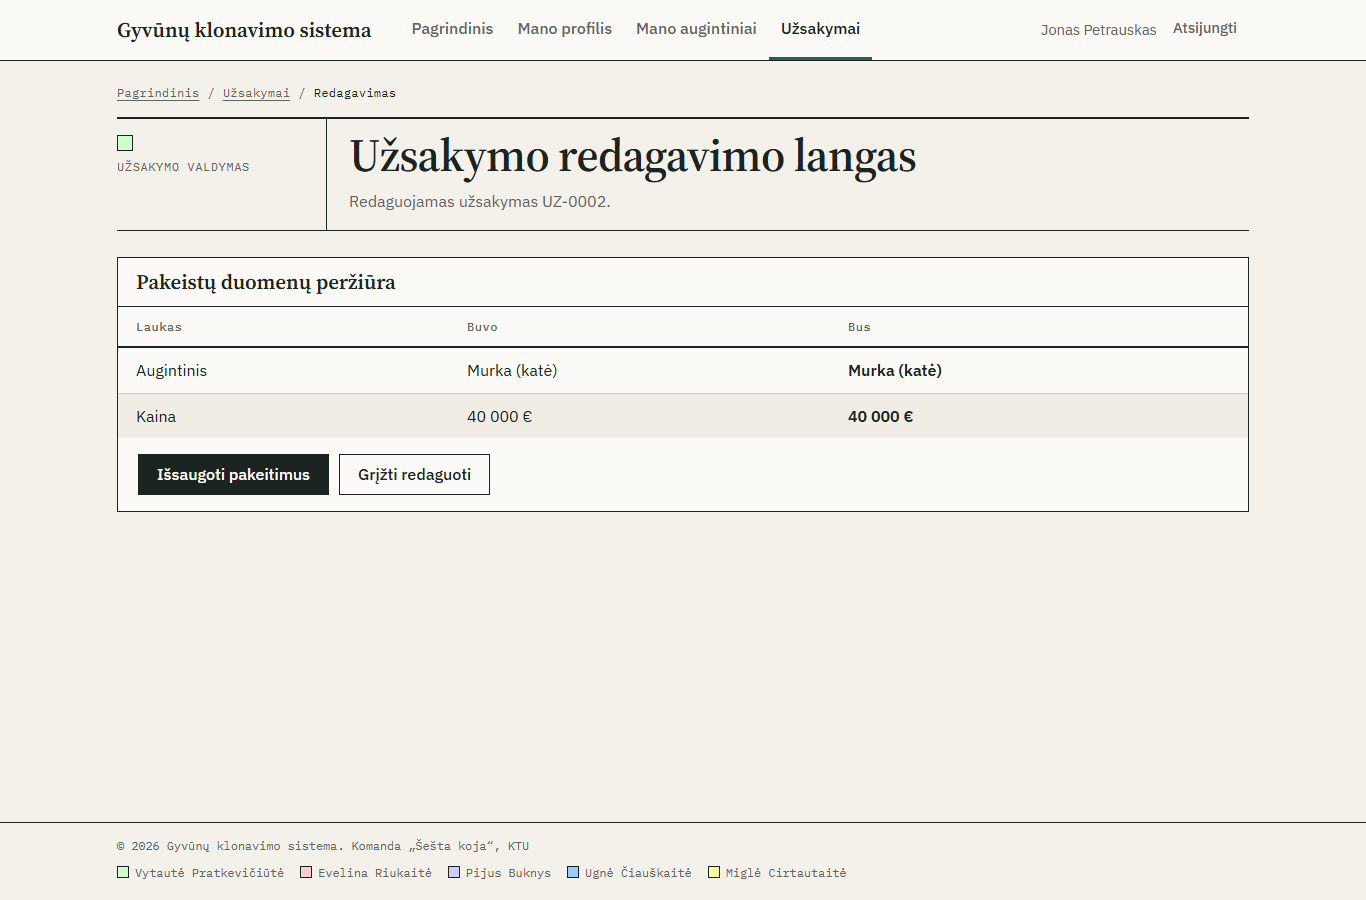 Gyvūnų klonavimo sistema Pagrindinis Mano profilis Mano augintiniai Užsakymai Jonas Petrauskas Atsijungti
Pagrindinis / Užsakymai / Redagavimas
UŽSAKYMO VALDYMAS
Užsakymo redagavimo langas
Redaguojamas užsakymas UZ-0002.
Pakeistų duomenų peržiūra
Laukas Buvo Bus
Augintinis Murka (katė) Murka (katė)
Kaina 40 000 € 40 000 €
Išsaugoti pakeitimus Grįžti redaguoti
© 2026 Gyvūnų klonavimo sistema. Komanda „Šešta koja“, KTU
Vytautė Pratkevičiūtė Evelina Riukaitė Pijus Buknys Ugnė Čiauškaitė Miglė Cirtautaitė